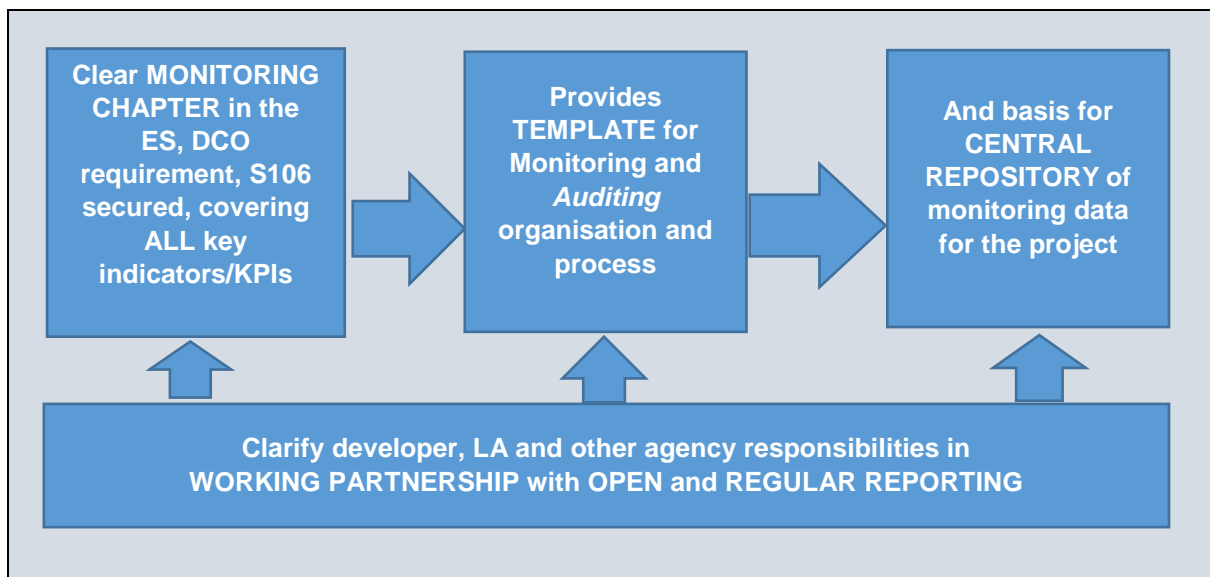 Clear MONITORING
CHAPTER in the
ES, DCO
requirement, S106
secured, covering
ALL key
indicators/KPIs
Provides
TEMPLATE for
Monitoring and
Auditing
organisation and
process
And basis for
CENTRAL
REPOSITORY of
monitoring data
for the project
Clarify developer, LA and other agency responsibilities in
WORKING PARTNERSHIP with OPEN and REGULAR REPORTING